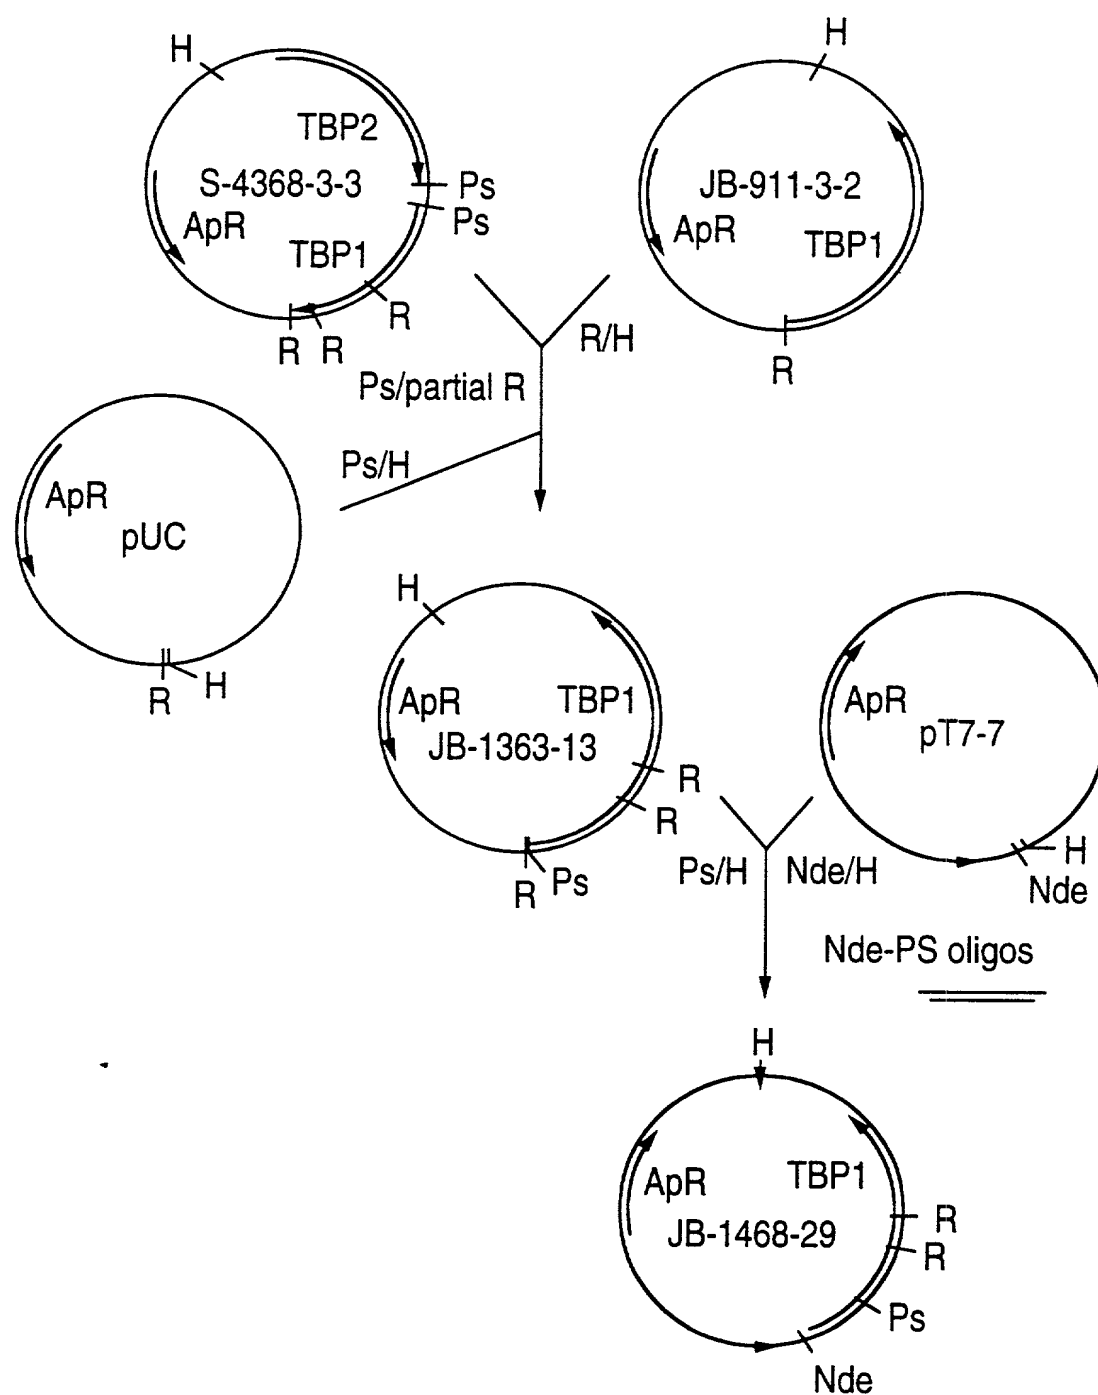 H
TBP2
S-4368-3-3
Ps
Ps
ApR
TBP1
R
R
R
H
JB-911-3-2
ApR
TBP1
R
R/H
Ps/partial R
Ps/H
ApR
pUC
R
H
H
ApR
TBP1
JB-1363-13
R
R
R
Ps
ApR
pT7-7
H
Nde
Ps/H
Nde/H
Nde-PS oligos
H
ApR
TBP1
JB-1468-29
R
R
Ps
Nde